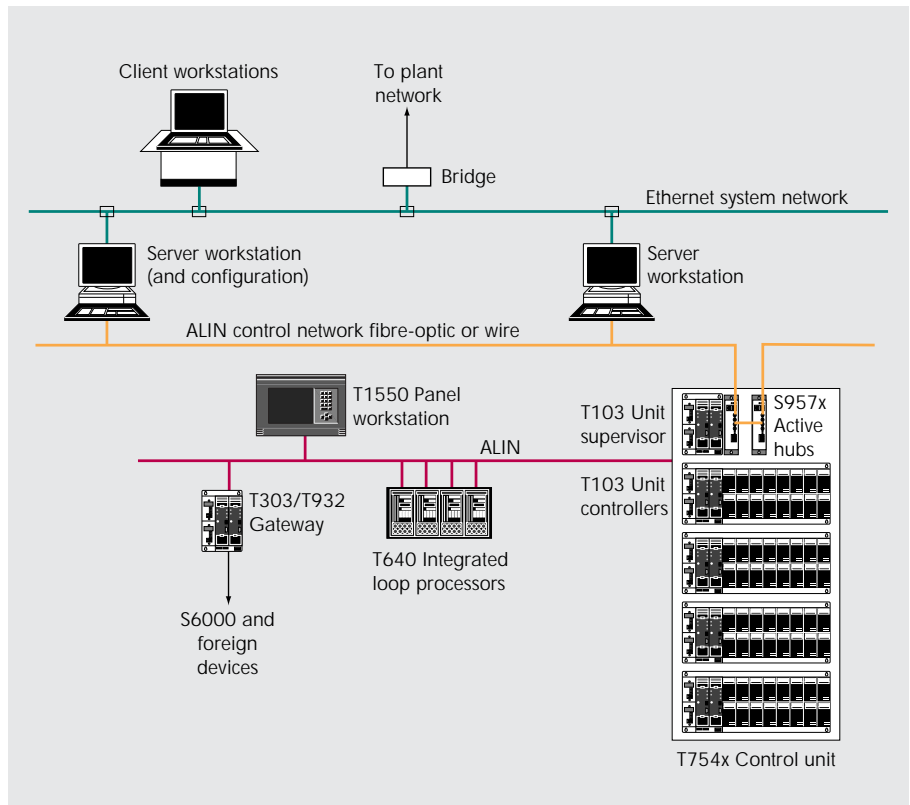 Client workstations
To plant
network
Bridge
Ethernet system network
Server workstation
(and configuration)
Server
workstation
ALIN control network fibre-optic or wire
T1550 Panel
workstation
T103 Unit
supervisor
S957x
Active
hubs
ALIN
T303/T932
Gateway
T103 Unit
controllers
T640 Integrated
loop processors
S6000 and
foreign
devices
T754x Control unit